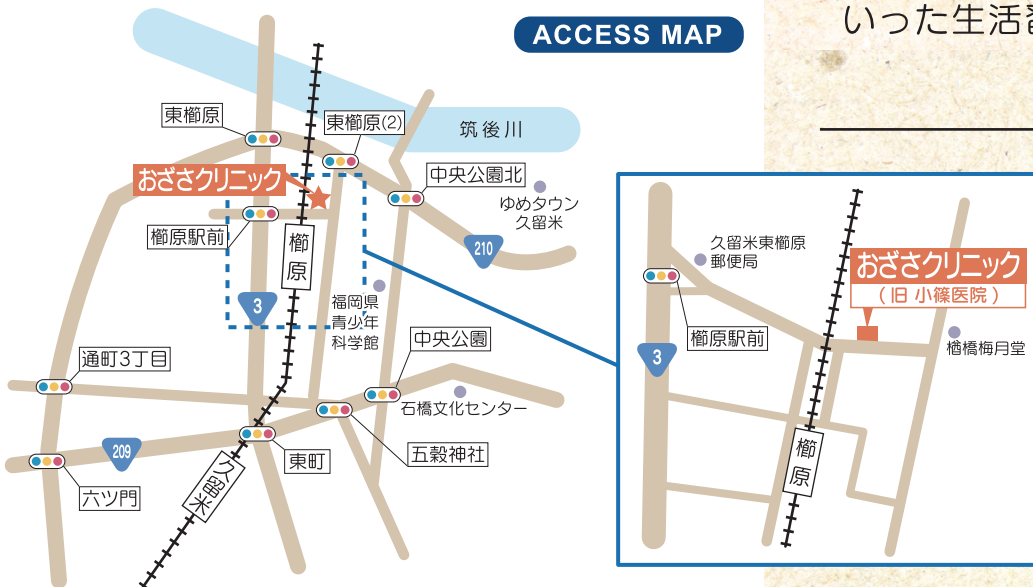 ACCESS MAP
いった生活習
東櫛原
東櫛原(2)
筑後川
おざさクリニック
中央公園北
ゆめタウン
久留米
櫛原駅前
櫛原
210
3
福岡県
青少年
科学館
中央公園
通町3丁目
石橋文化センター
209
東町
五穀神社
久留米
六ツ門
久留米東櫛原
郵便局
おざさクリニック
(旧 小篠医院)
櫛原駅前
3
楢橋梅月堂
櫛原